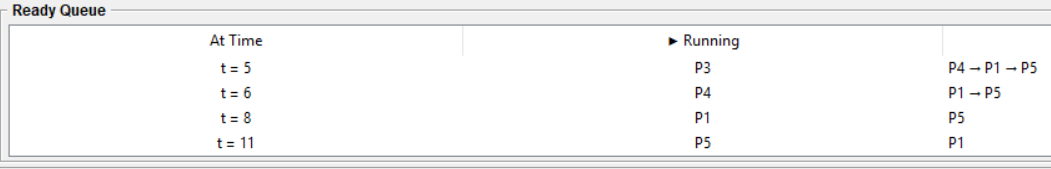 Ready Queue
At Time ► Running
t = 5 P3 P4 → P1 → P5
t = 6 P4 P1 → P5
t = 8 P1 P5
t = 11 P5 P1